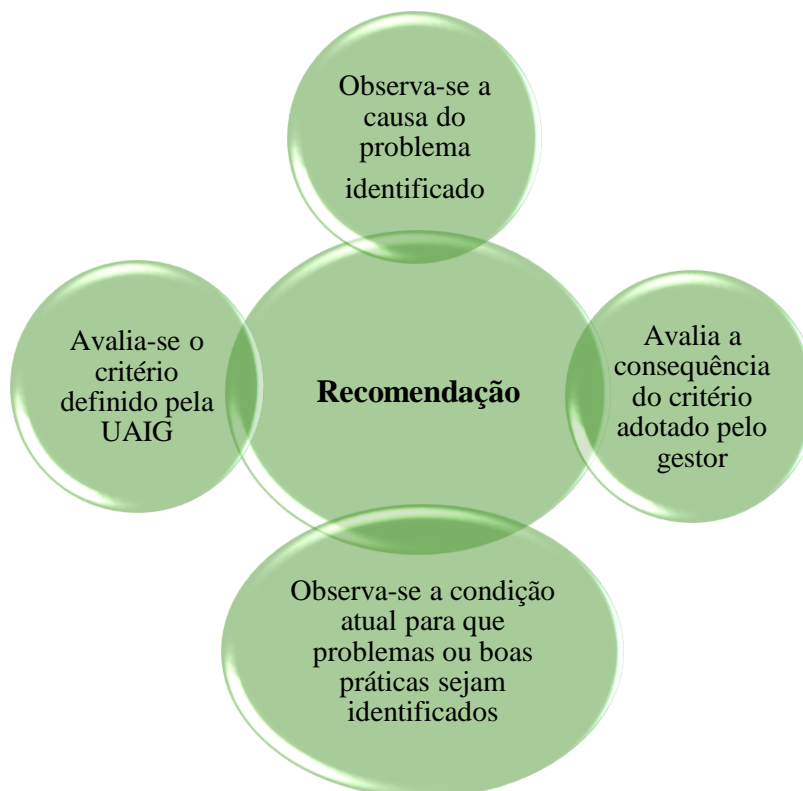 Observa-se a
causa do
problema
identificado
Avalia-se o
critério
definido pela
UAIG
Recomendação
Avalia a
consequência
do critério
adotado pelo
gestor
Observa-se a condição
atual para que
problemas ou boas
práticas sejam
identificados